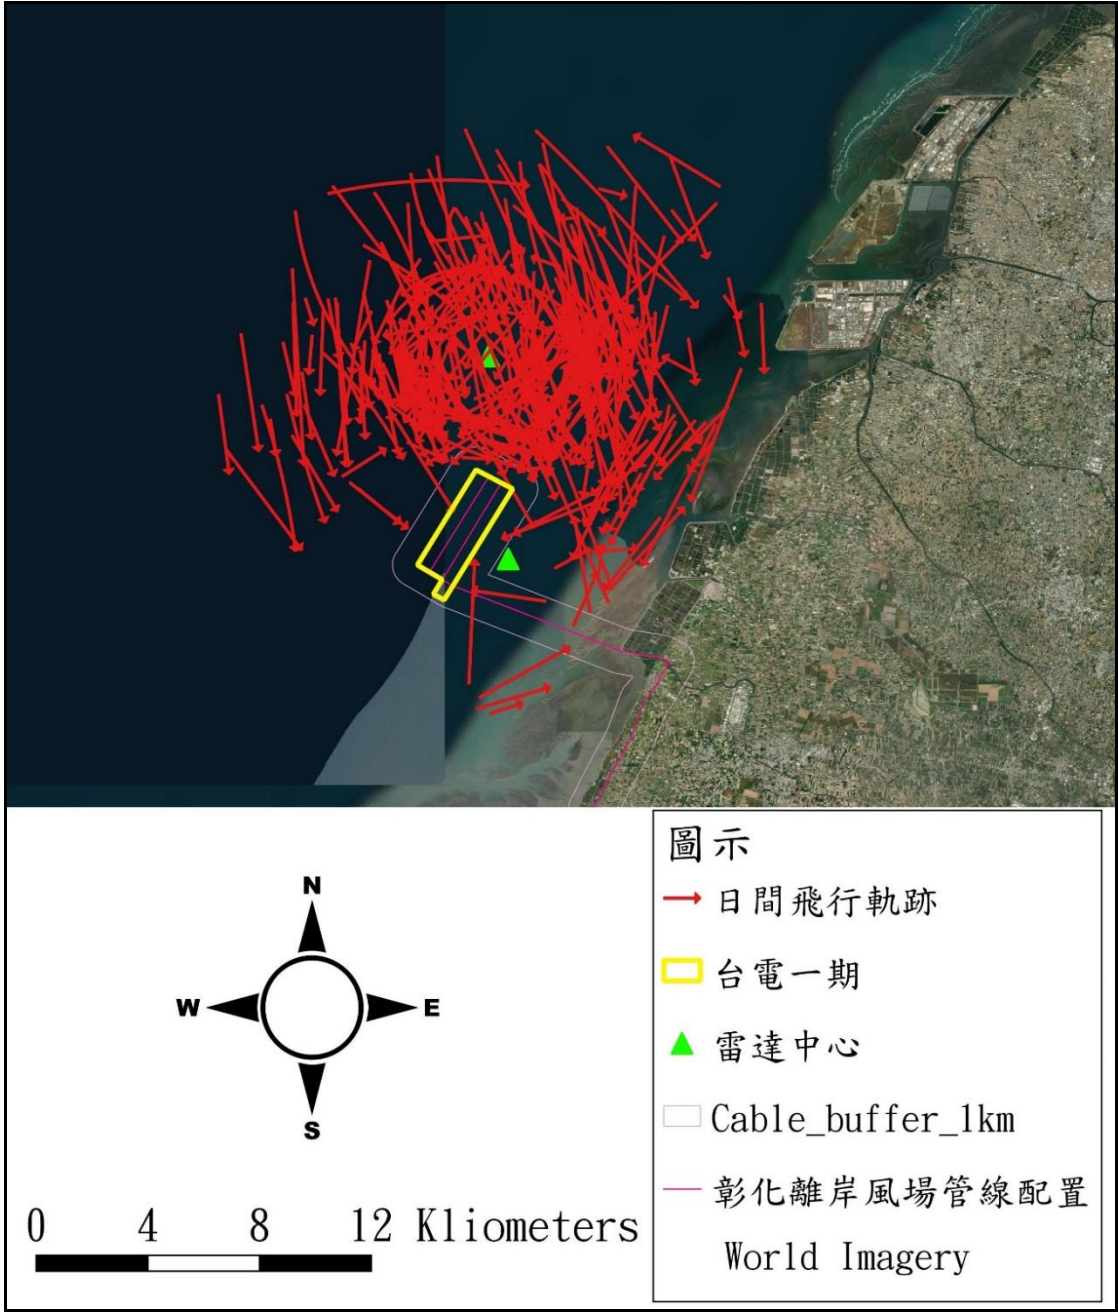 圖示
日間飛行軌跡
台電一期
雷達中心
Cable_buffer_1km
彰化離岸風場管線配置
World Imagery
N
W E
S
0 4 8 12 Kliometers